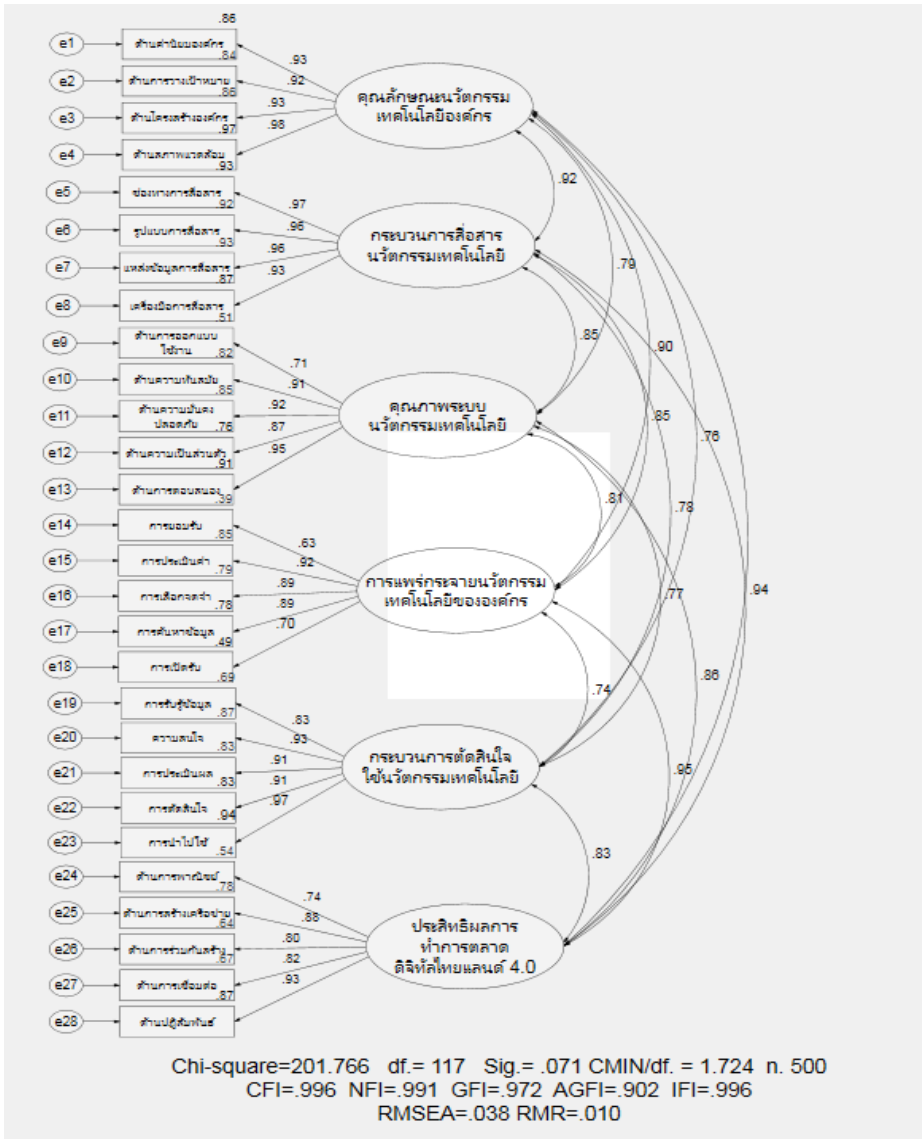 .86
e1 ด้านค่านิยมองค์กร .93
.84
e2 ด้านการวางเป้าหมาย .92
.86
e3 ด้านโครงสร้างองค์กร .93
.97
e4 ด้านสภาพแวดล้อม .98
คุณลักษณะนวัตกรรม
เทคโนโลยีองค์กร
.93
e5 ช่องทางการสื่อสาร .97
.92
e6 รูปแบบการสื่อสาร .96
.93
e7 แหล่งข้อมูลการสื่อสาร .96
.87
e8 เครื่องมือการสื่อสาร .93
กระบวนการสื่อสาร
นวัตกรรมเทคโนโลยี
.51
e9 ด้านการออกแบบ
ใช้งาน .71
.82
e10 ด้านความทันสมัย .91
.85
e11 ด้านความมั่นคง
ปลอดภัย .92
.76
e12 ด้านความเป็นส่วนตัว .87
.91
e13 ด้านการตอบสนอง .95
คุณภาพระบบ
นวัตกรรมเทคโนโลยี
.39
e14 การยอมรับ .63
.85
e15 การประเมินค่า .92
.79
e16 การเลือกจดจำ .89
.78
e17 การค้นหาข้อมูล .89
.49
e18 การเปิดรับ .70
การแพร่กระจายนวัตกรรม
เทคโนโลยีขององค์กร
.69
e19 การรับรู้ข้อมูล .83
.87
e20 ความสนใจ .93
.83
e21 การประเมินผล .91
.83
e22 การตัดสินใจ .91
.94
e23 การนำไปใช้ .97
กระบวนการตัดสินใจ
ใช้นวัตกรรมเทคโนโลยี
.54
e24 ด้านการพาณิชย์ .74
.78
e25 ด้านการสร้างเครือข่าย .88
.64
e26 ด้านการร่วมกันสร้าง .80
.67
e27 ด้านการเชื่อมต่อ .82
.87
e28 ด้านปฏิสัมพันธ์ .93
ประสิทธิผลการ
ทำการตลาด
ดิจิทัลไทยแลนด์ 4.0
.92
.79
.85
.90
.85
.76
.78
.81
.77
.94
.86
.74
.95
.83
Chi-square=201.766 df.= 117 Sig.= .071 CMIN/df. = 1.724 n. 500
CFI=.996 NFI=.991 GFI=.972 AGFI=.902 IFI=.996
RMSEA=.038 RMR=.010